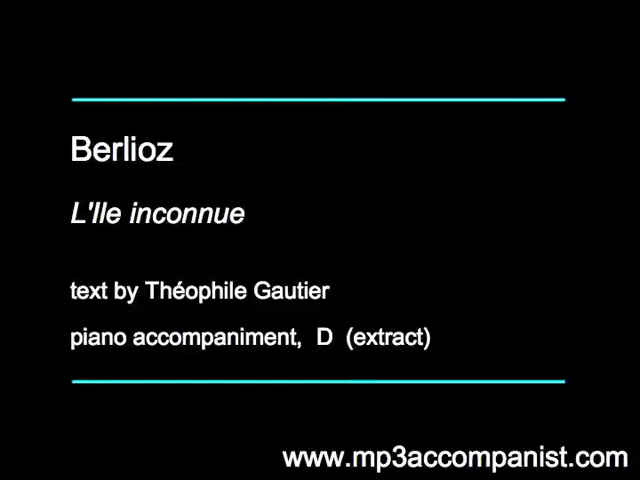 Berlioz
L'Ile inconnue
text by Théophile Gautier
piano accompaniment,  D  (extract)
www.mp3accompanist.com